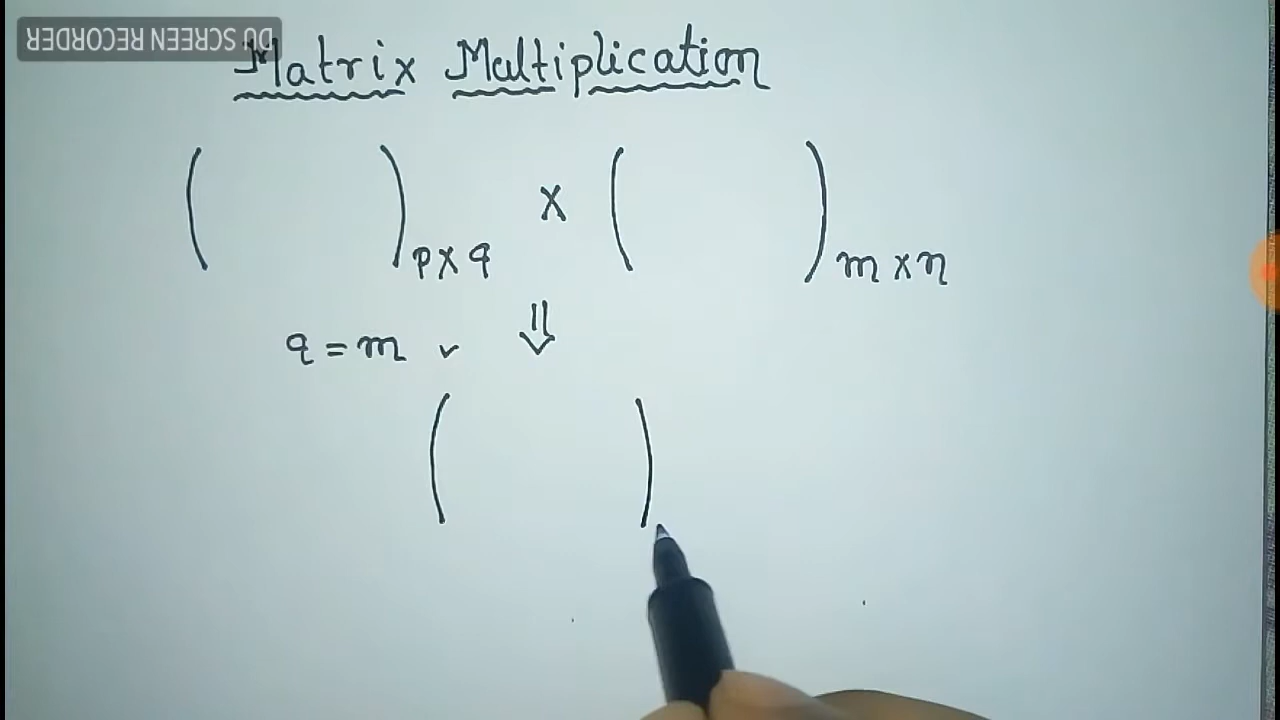 DU SCREEN RECORDER
Matrix Multiplication
( )p×q × ( )m×n
q = m ✓ ⇓
( )